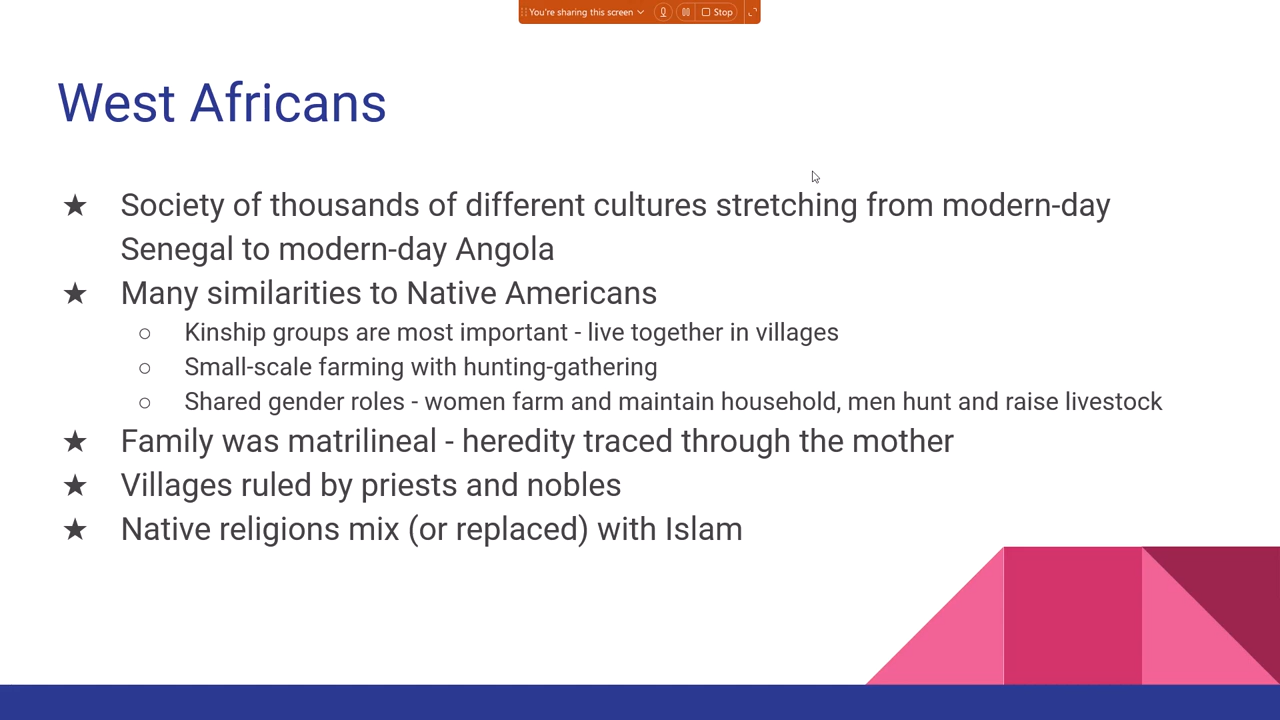 You're sharing this screen
Stop
West Africans
★ Society of thousands of different cultures stretching from modern-day
Senegal to modern-day Angola
★ Many similarities to Native Americans
○ Kinship groups are most important - live together in villages
○ Small-scale farming with hunting-gathering
○ Shared gender roles - women farm and maintain household, men hunt and raise livestock
★ Family was matrilineal - heredity traced through the mother
★ Villages ruled by priests and nobles
★ Native religions mix (or replaced) with Islam